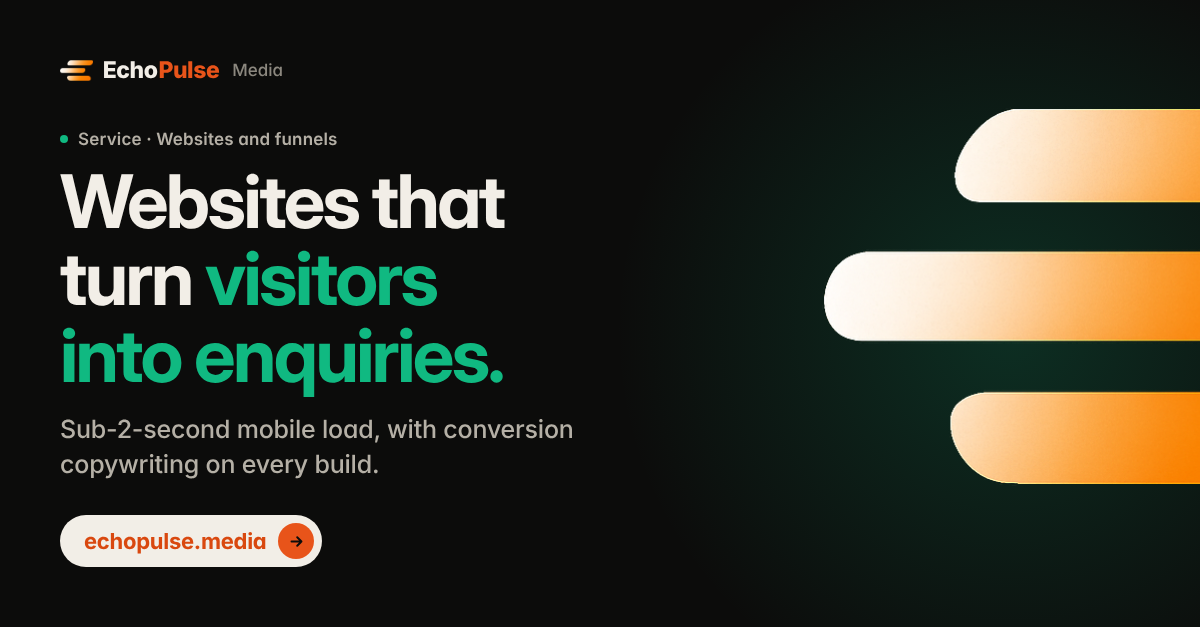 EchoPulse Media
Service · Websites and funnels
Websites that
turn visitors
into enquiries.
Sub-2-second mobile load, with conversion
copywriting on every build.
echopulse.media →